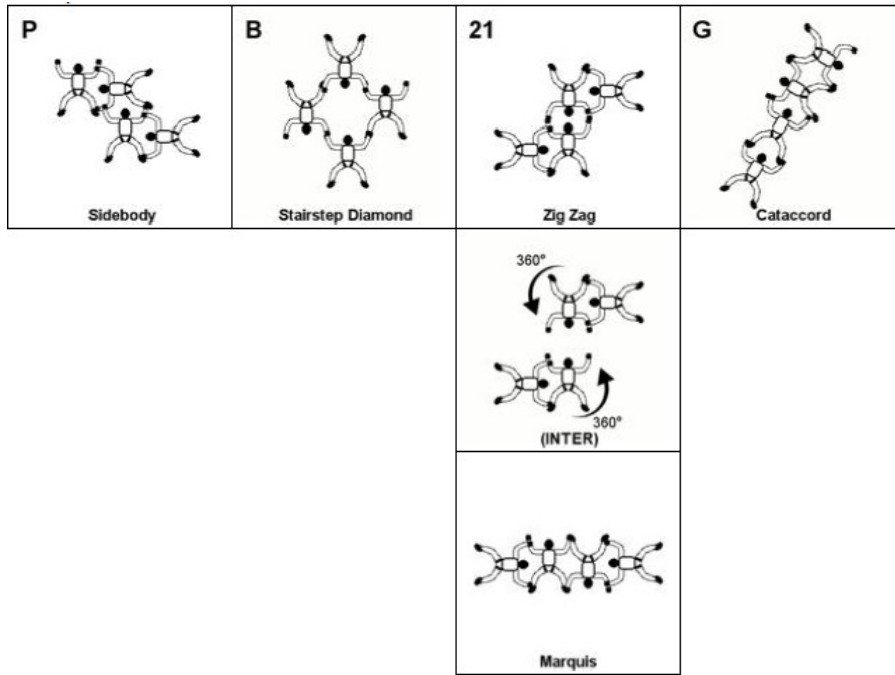 P
Sidebody
B
Stairstep Diamond
21
Zig Zag
G
Cataccord
360°
360°
(INTER)
Marquis